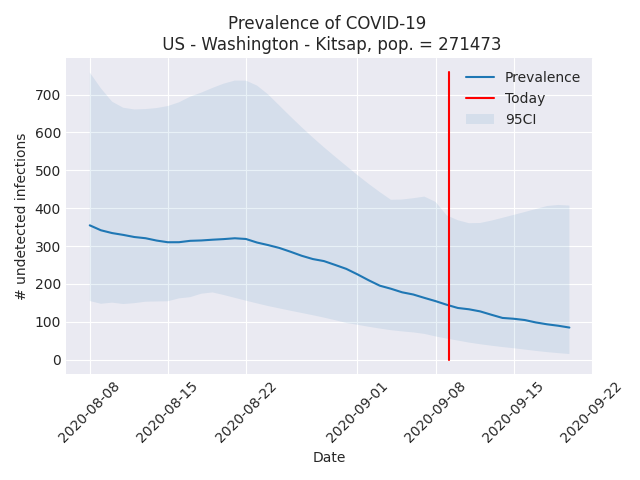 Prevalence of COVID-19
US - Washington - Kitsap, pop. = 271473
Prevalence
Today
95CI
# undetected infections
700
600
500
400
300
200
100
0
2020-08-08
2020-08-15
2020-08-22
2020-09-01
2020-09-08
2020-09-15
2020-09-22
Date